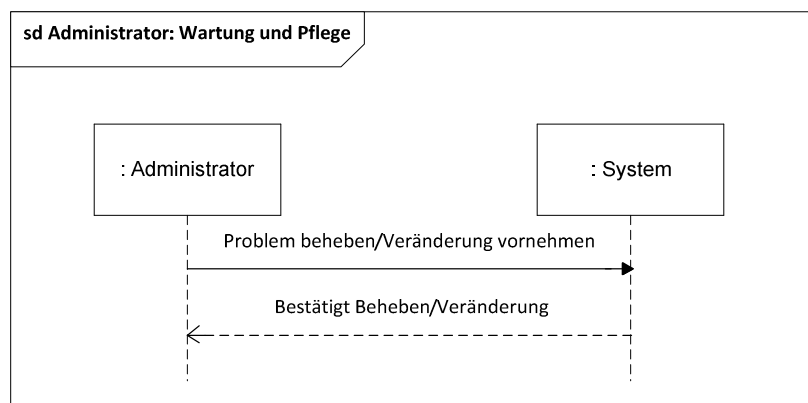 sd Administrator: Wartung und Pflege
: Administrator
: System
Problem beheben/Veränderung vornehmen
Bestätigt Beheben/Veränderung